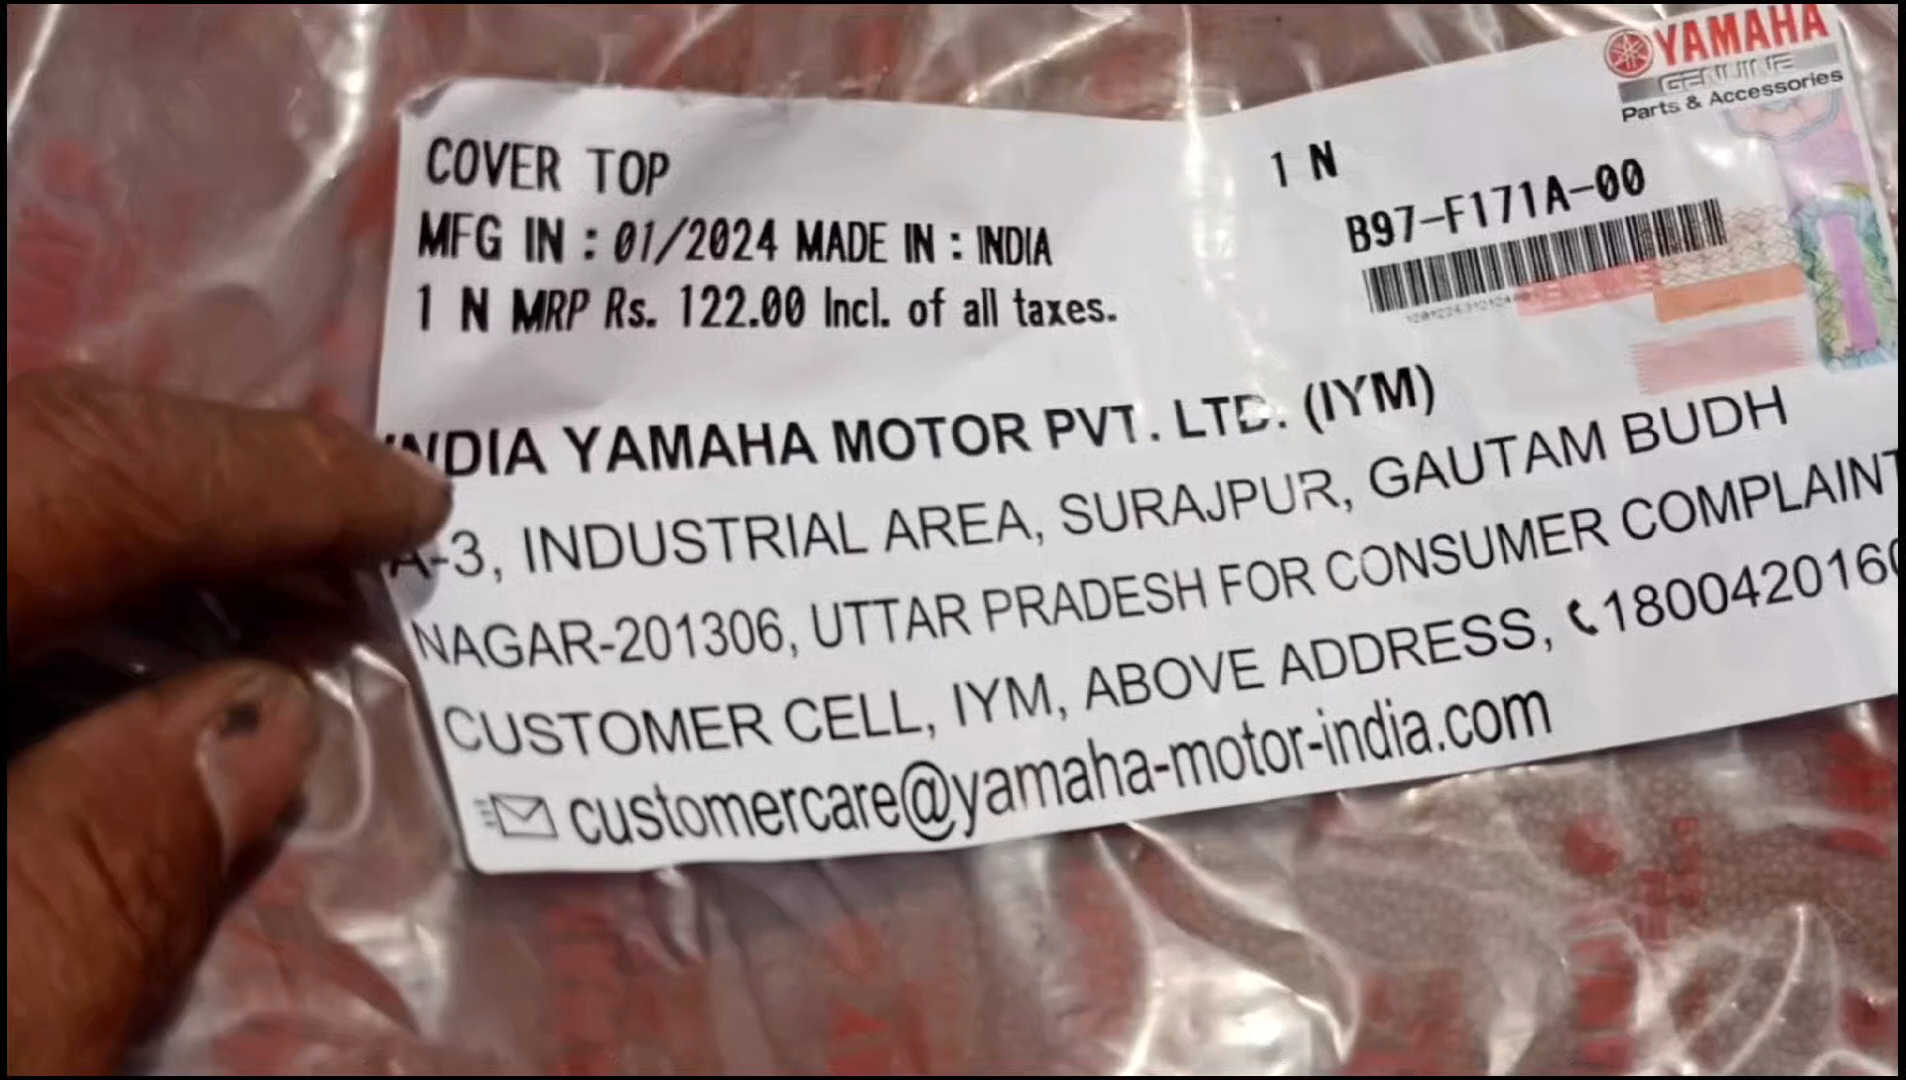 YAMAHA
GENUINE
Parts & Accessories
COVER TOP
1 N
B97-F171A-00
MFG IN : 01/2024 MADE IN : INDIA
1 N MRP Rs. 122.00 Incl. of all taxes.
INDIA YAMAHA MOTOR PVT. LTD. (IYM)
A-3, INDUSTRIAL AREA, SURAJPUR, GAUTAM BUDH
NAGAR-201306, UTTAR PRADESH FOR CONSUMER COMPLAINT
CUSTOMER CELL, IYM, ABOVE ADDRESS, 📞1800420160
customercare@yamaha-motor-india.com